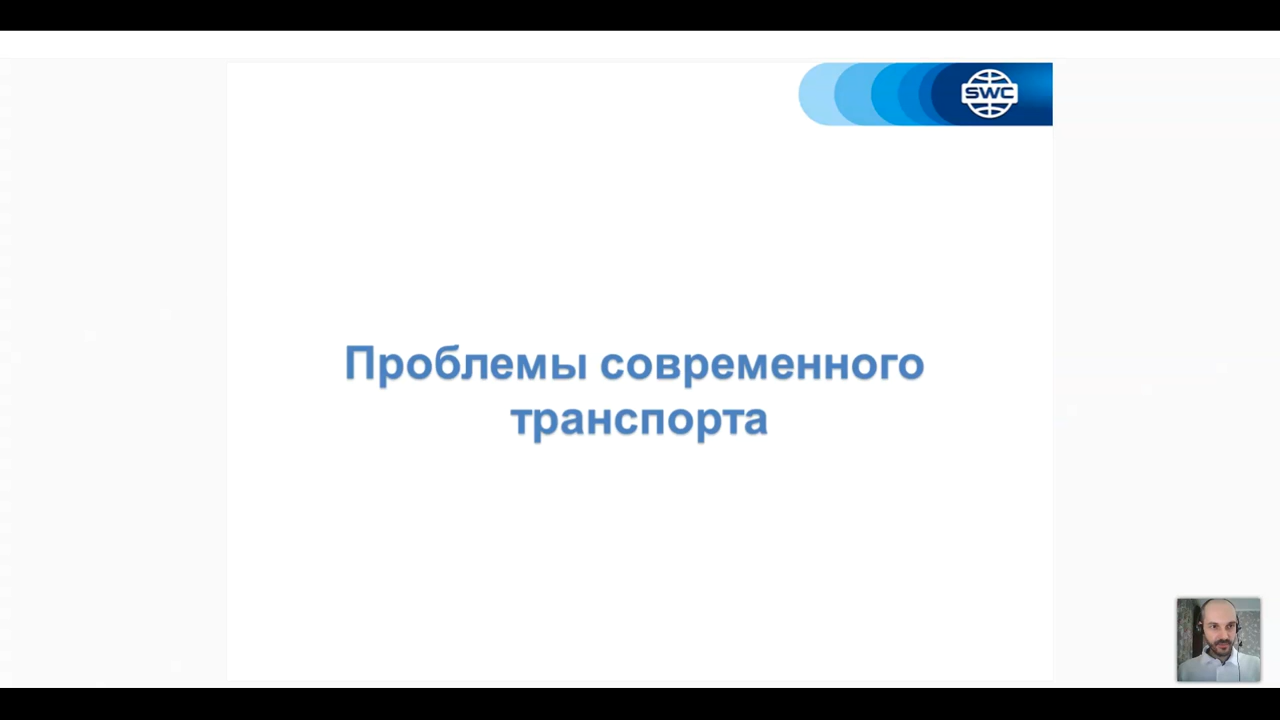 SWC
Проблемы современного
транспорта